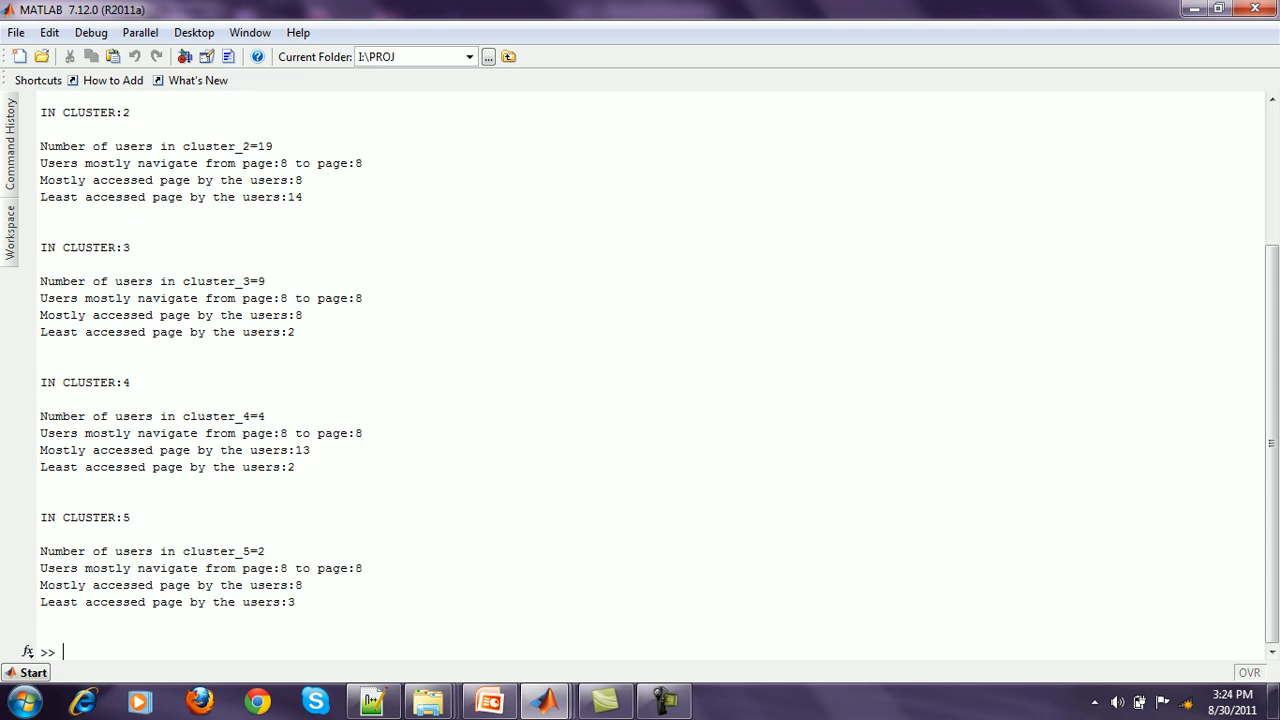 MATLAB 7.12.0 (R2011a)
File Edit Debug Parallel Desktop Window Help
Current Folder: I:\PROJ
Shortcuts How to Add What's New
Command History
Workspace
IN CLUSTER:2
Number of users in cluster_2=19
Users mostly navigate from page:8 to page:8
Mostly accessed page by the users:8
Least accessed page by the users:14
IN CLUSTER:3
Number of users in cluster_3=9
Users mostly navigate from page:8 to page:8
Mostly accessed page by the users:8
Least accessed page by the users:2
IN CLUSTER:4
Number of users in cluster_4=4
Users mostly navigate from page:8 to page:8
Mostly accessed page by the users:13
Least accessed page by the users:2
IN CLUSTER:5
Number of users in cluster_5=2
Users mostly navigate from page:8 to page:8
Mostly accessed page by the users:8
Least accessed page by the users:3
fx >>
Start
OVR
3:24 PM
8/30/2011